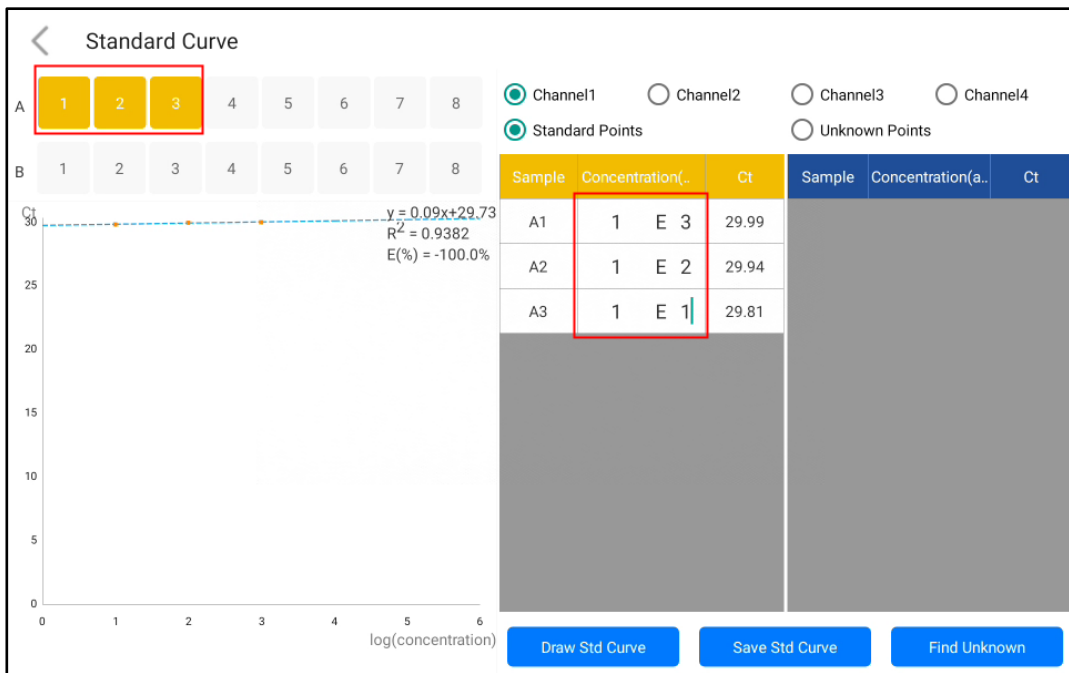 Standard Curve
A 1 2 3 4 5 6 7 8
B 1 2 3 4 5 6 7 8
Channel1 Channel2 Channel3 Channel4
Standard Points Unknown Points
Sample Concentration(.. Ct
A1 1 E 3 29.99
A2 1 E 2 29.94
A3 1 E 1 29.81
Sample Concentration(a.. Ct
Ct
y = 0.09x+29.73
R2 = 0.9382
E(%) = -100.0%
30
25
20
15
10
5
0
0 1 2 3 4 5 6
log(concentration)
Draw Std Curve Save Std Curve Find Unknown